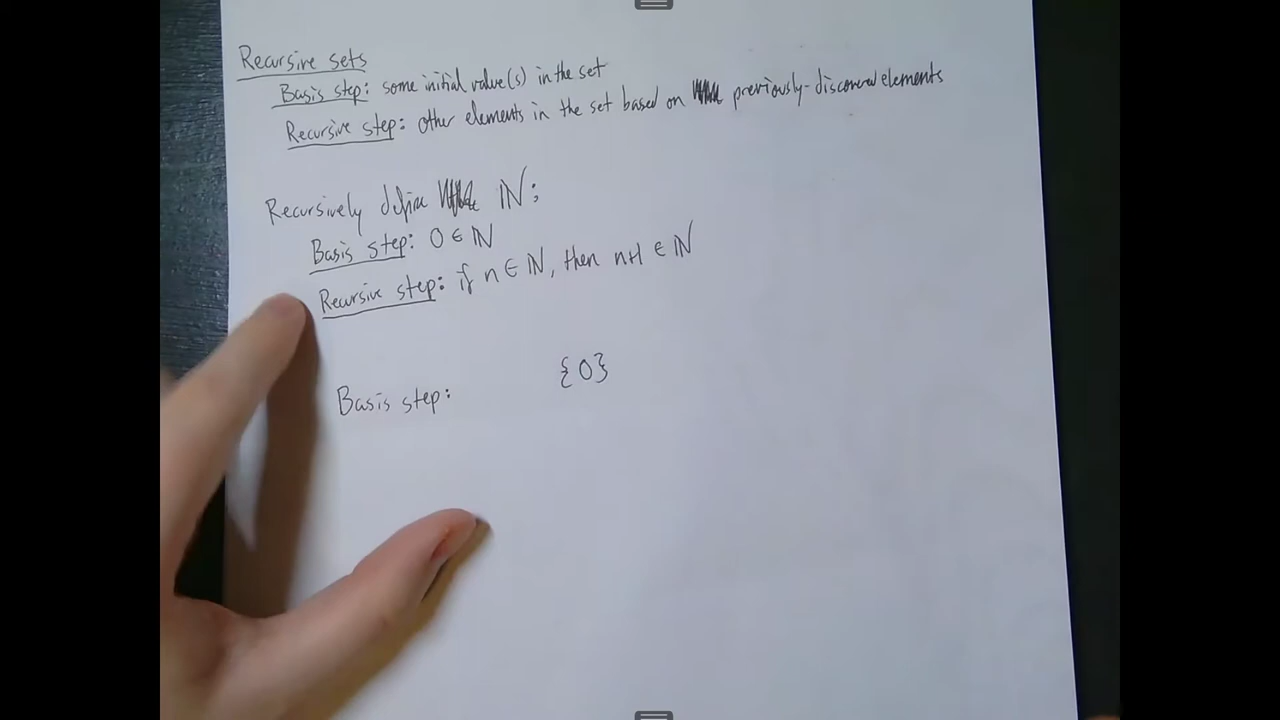 Recursive sets
Basis step: some initial value(s) in the set
Recursive step: other elements in the set based on previously-discovered elements
Recursively define ℕ:
Basis step: 0 ∈ ℕ
Recursive step: if n ∈ ℕ, then n+1 ∈ ℕ
Basis step: {0}